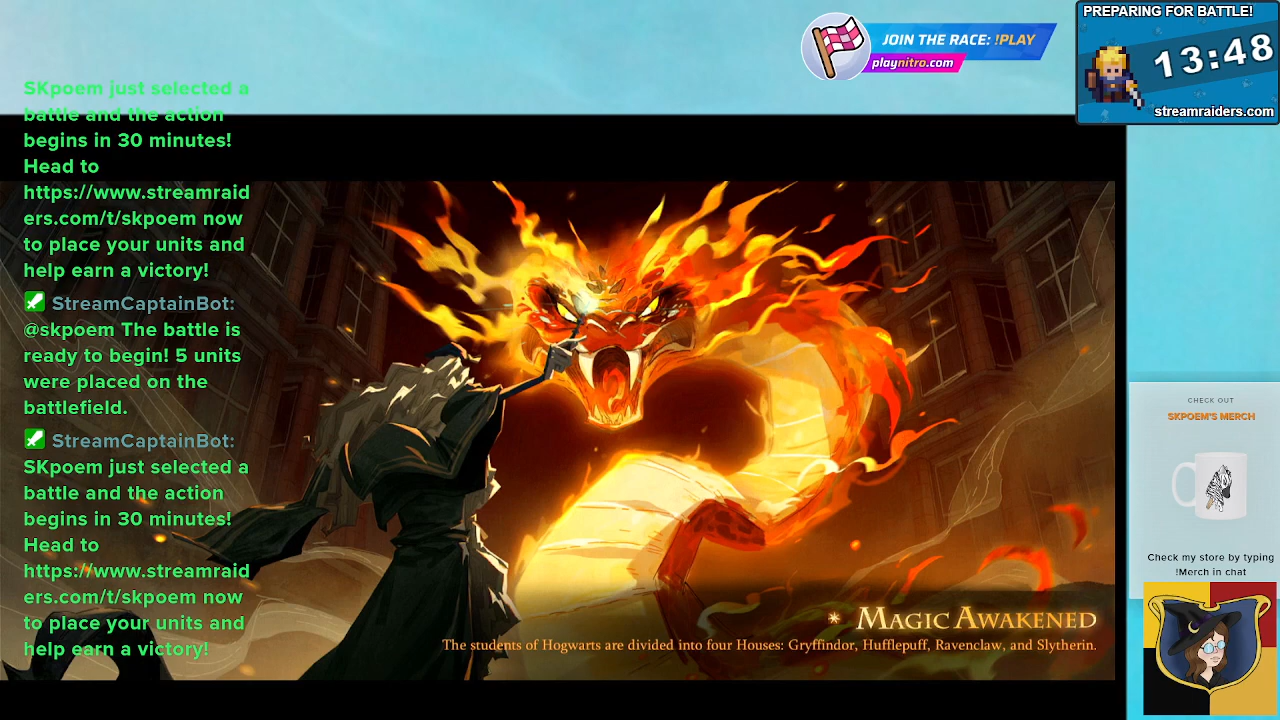 JOIN THE RACE: !PLAY
playnitro.com
PREPARING FOR BATTLE!
13:48
streamraiders.com
SKpoem just selected a
battle and the action
begins in 30 minutes!
Head to
https://www.streamraid
ers.com/t/skpoem now
to place your units and
help earn a victory!
StreamCaptainBot:
@skpoem The battle is
ready to begin! 5 units
were placed on the
battlefield.
StreamCaptainBot:
SKpoem just selected a
battle and the action
begins in 30 minutes!
Head to
https://www.streamraid
ers.com/t/skpoem now
to place your units and
help earn a victory!
MAGIC AWAKENED
The students of Hogwarts are divided into four Houses: Gryffindor, Hufflepuff, Ravenclaw, and Slytherin.
CHECK OUT
SKPOEM'S MERCH
Check my store by typing
!Merch in chat